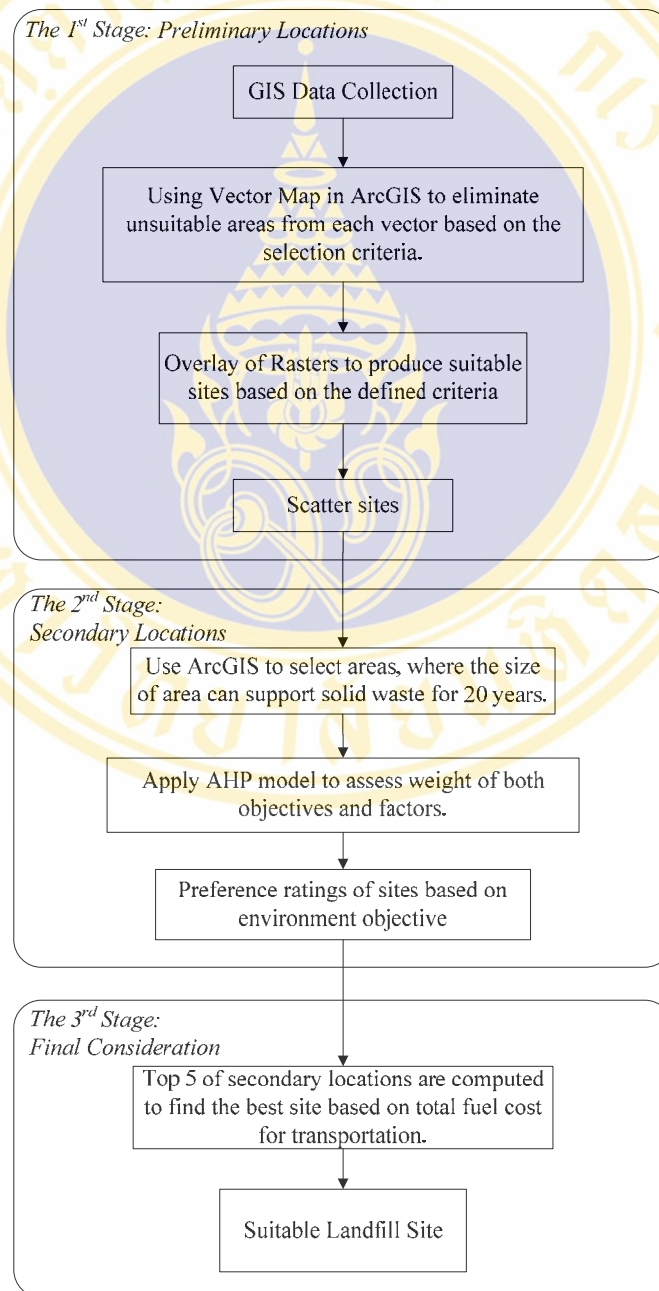 The 1st Stage: Preliminary Locations
GIS Data Collection
Using Vector Map in ArcGIS to eliminate
unsuitable areas from each vector based on the
selection criteria.
Overlay of Rasters to produce suitable
sites based on the defined criteria
Scatter sites
The 2nd Stage:
Secondary Locations
Use ArcGIS to select areas, where the size
of area can support solid waste for 20 years.
Apply AHP model to assess weight of both
objectives and factors.
Preference ratings of sites based on
environment objective
The 3rd Stage:
Final Consideration
Top 5 of secondary locations are computed
to find the best site based on total fuel cost
for transportation.
Suitable Landfill Site